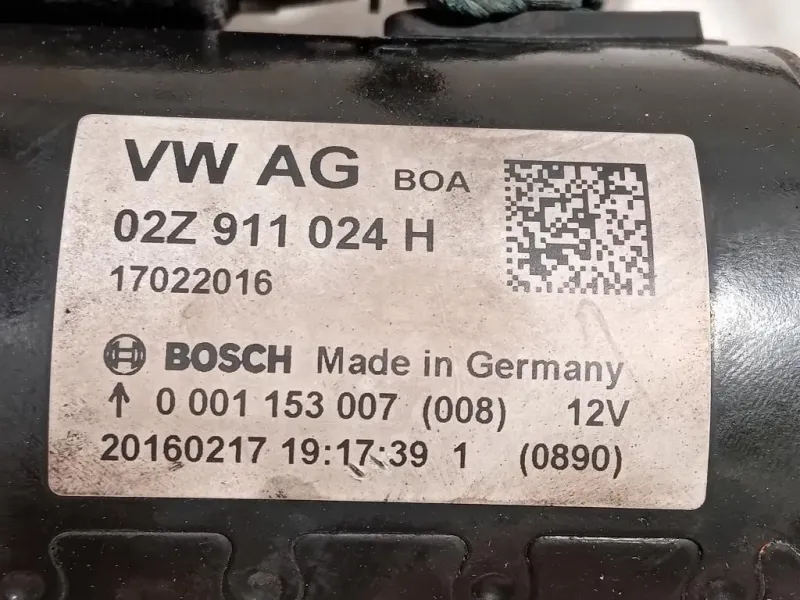 VW AG BOA
02Z 911 024 H
17022016
BOSCH Made in Germany
↑ 0 001 153 007 (008) 12V
20160217 19:17:39 1 (0890)